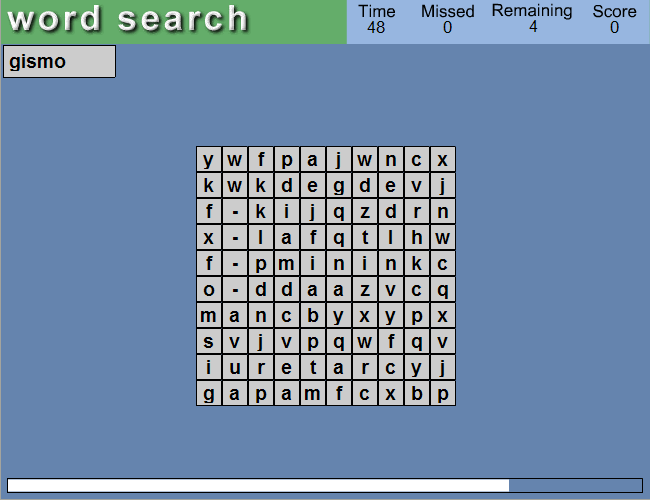 word search
Time Missed Remaining Score
48 0 4 0
gismo
y w f p a j w n c x
k w k d e g d e v j
f - k i j q z d r n
x - l a f q t l h w
f - p m i n i n k c
o - d d a a z v c q
m a n c b y x y p x
s v j v p q w f q v
i u r e t a r c y j
g a p a m f c x b p